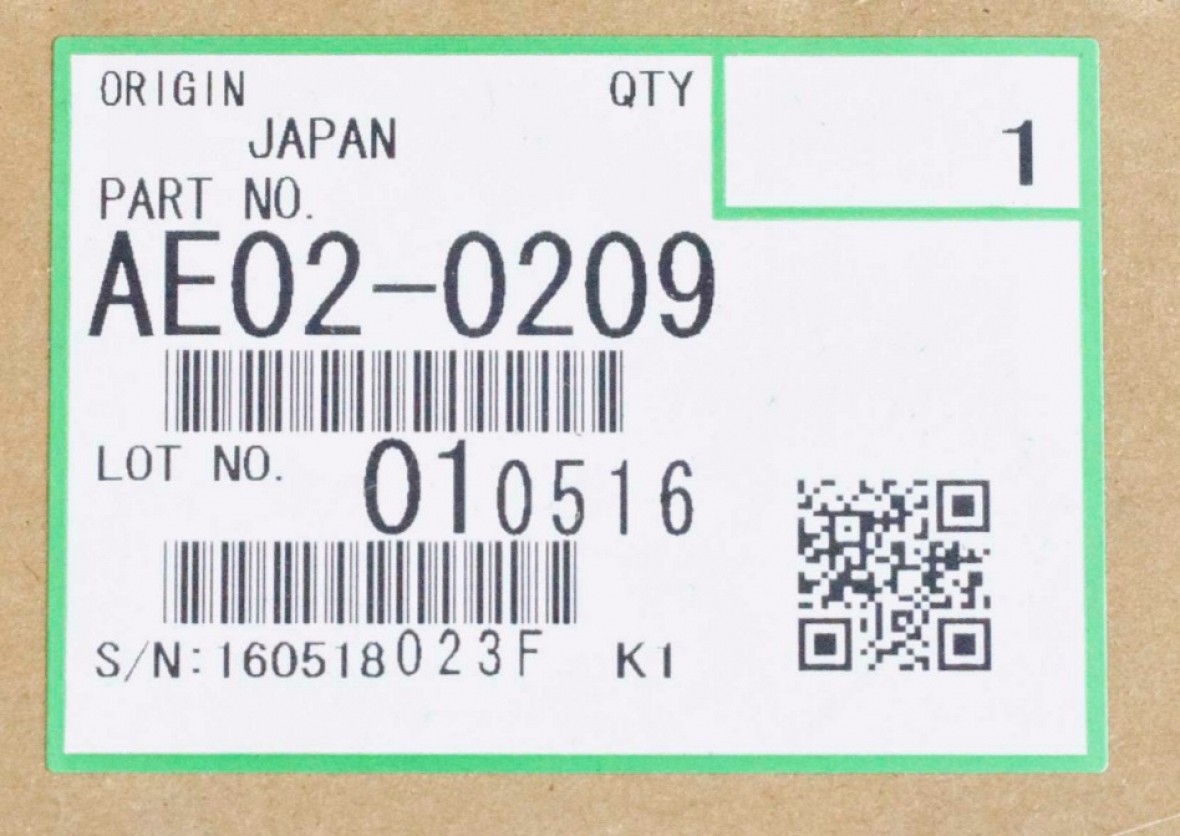 ORIGIN QTY
1
JAPAN
PART NO.
AE02-0209
LOT NO. 010516
S/N:160518023F K1